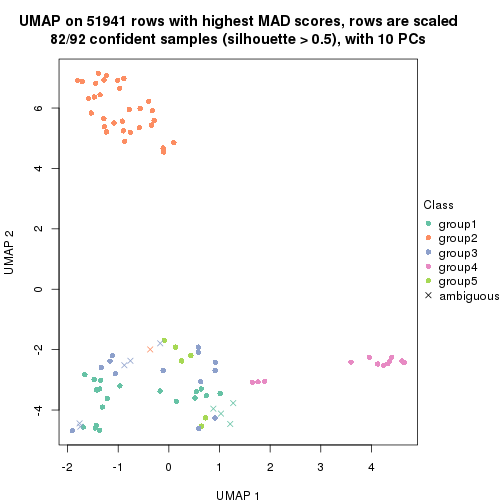 UMAP on 51941 rows with highest MAD scores, rows are scaled
82/92 confident samples (silhouette > 0.5), with 10 PCs
UMAP 2
6
4
2
0
-2
-4
-2
-1
0
1
2
3
4
UMAP 1
Class
group1
group2
group3
group4
group5
ambiguous